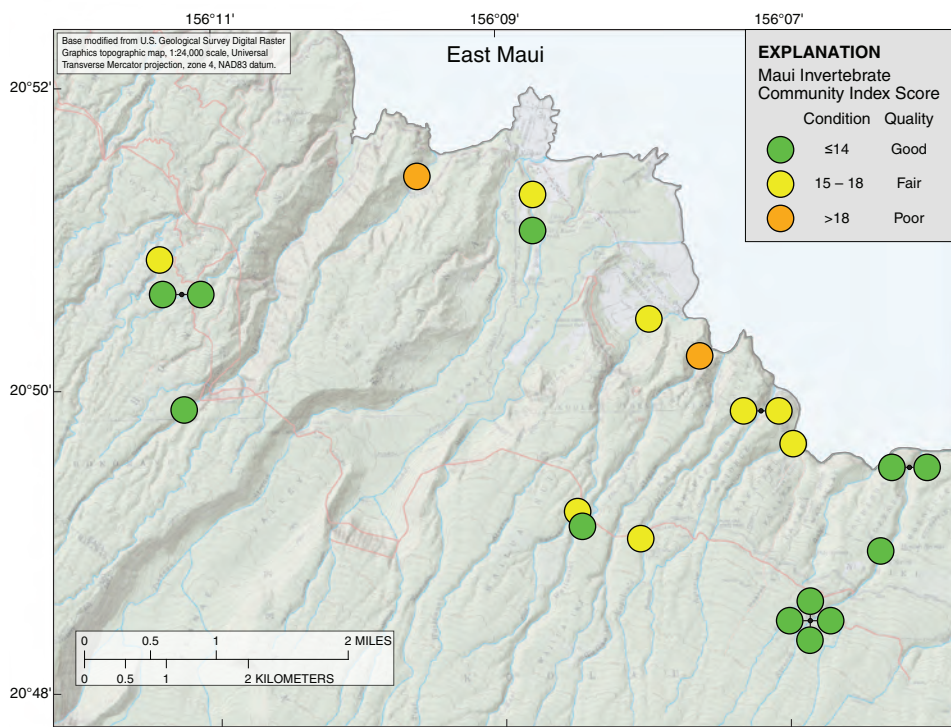 156°11' 156°09' 156°07'
Base modified from U.S. Geological Survey Digital Raster
Graphics topographic map, 1:24,000 scale, Universal
Transverse Mercator projection, zone 4, NAD83 datum.
East Maui
EXPLANATION
Maui Invertebrate
Community Index Score
Condition Quality
≤14 Good
15 – 18 Fair
>18 Poor
20°52'
20°50'
20°48'
0 0.5 1 2 MILES
0 0.5 1 2 KILOMETERS